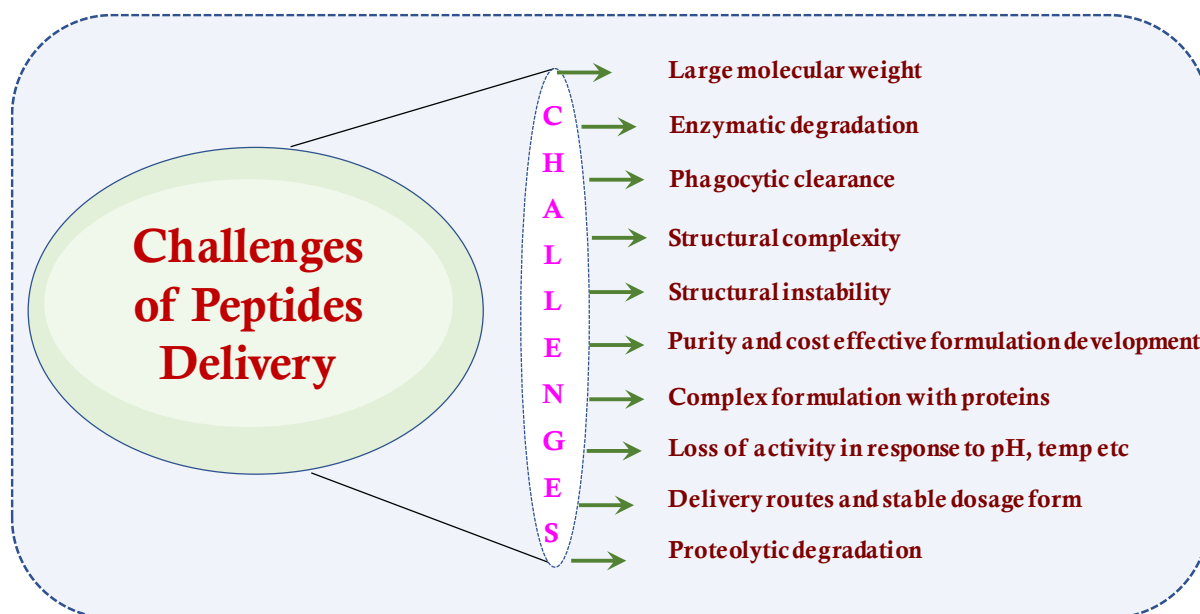 Challenges
of Peptides
Delivery
C
H
A
L
L
E
N
G
E
S
Large molecular weight
Enzymatic degradation
Phagocytic clearance
Structural complexity
Structural instability
Purity and cost effective formulation development
Complex formulation with proteins
Loss of activity in response to pH, temp etc
Delivery routes and stable dosage form
Proteolytic degradation